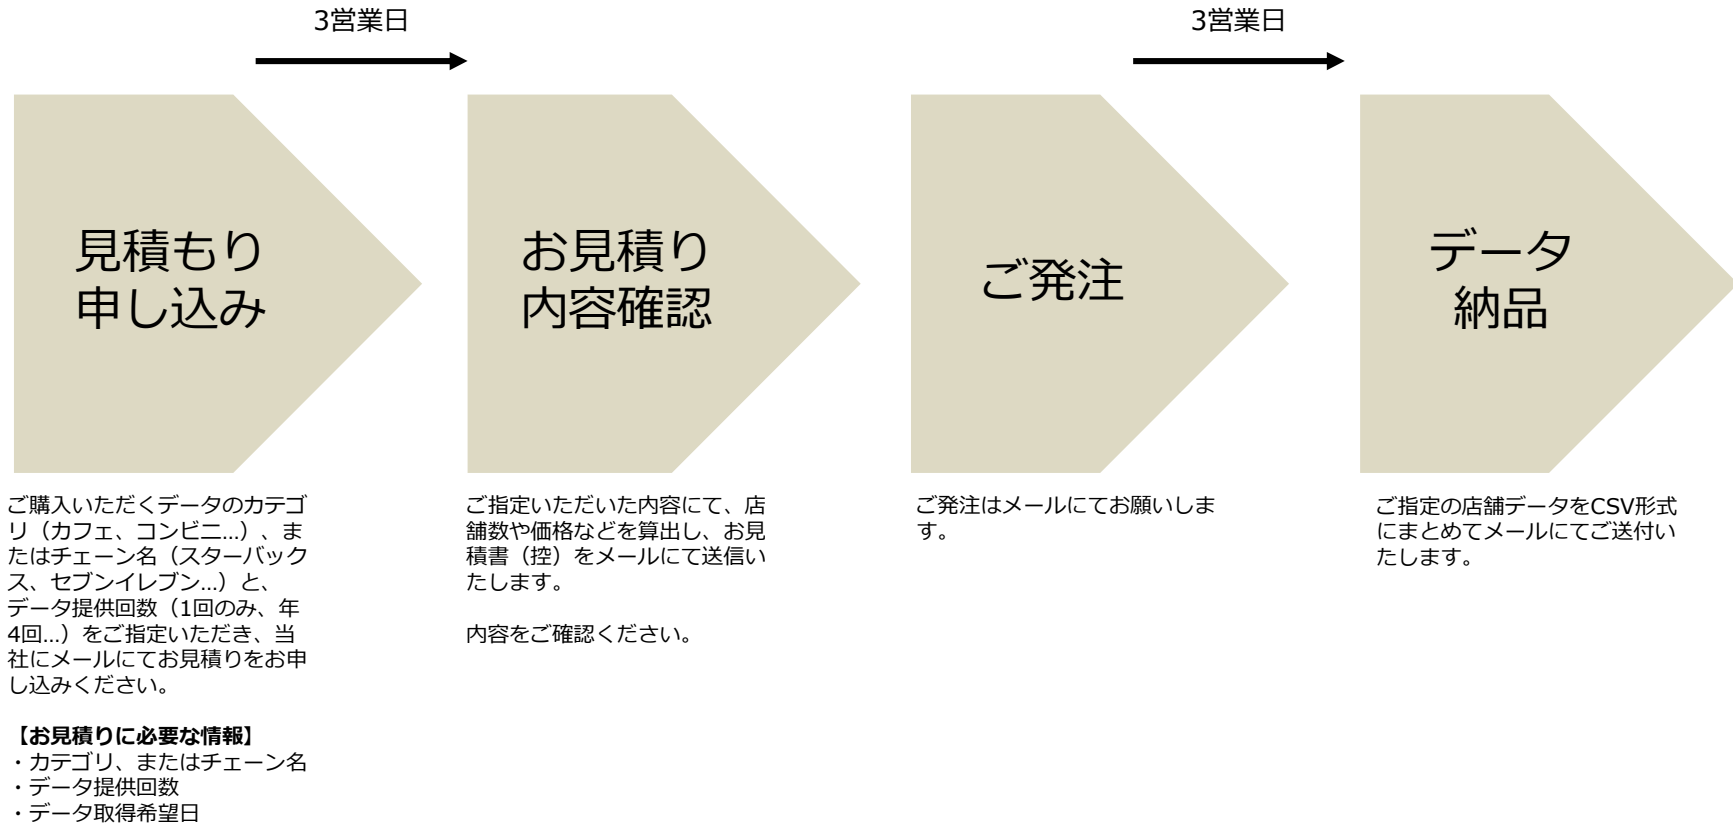 3営業日
3営業日
見積もり
申し込み
お見積り
内容確認
ご発注
データ
納品
ご購入いただくデータのカテゴ
リ（カフェ、コンビニ…）、ま
たはチェーン名（スターバック
ス、セブンイレブン…）と、
データ提供回数（1回のみ、年
4回…）をご指定いただき、当
社にメールにてお見積りをお申
し込みください。
【お見積りに必要な情報】
・カテゴリ、またはチェーン名
・データ提供回数
・データ取得希望日
ご指定いただいた内容にて、店
舗数や価格などを算出し、お見
積書（控）をメールにて送信い
たします。
内容をご確認ください。
ご発注はメールにてお願いしま
す。
ご指定の店舗データをCSV形式
にまとめてメールにてご送付い
たします。